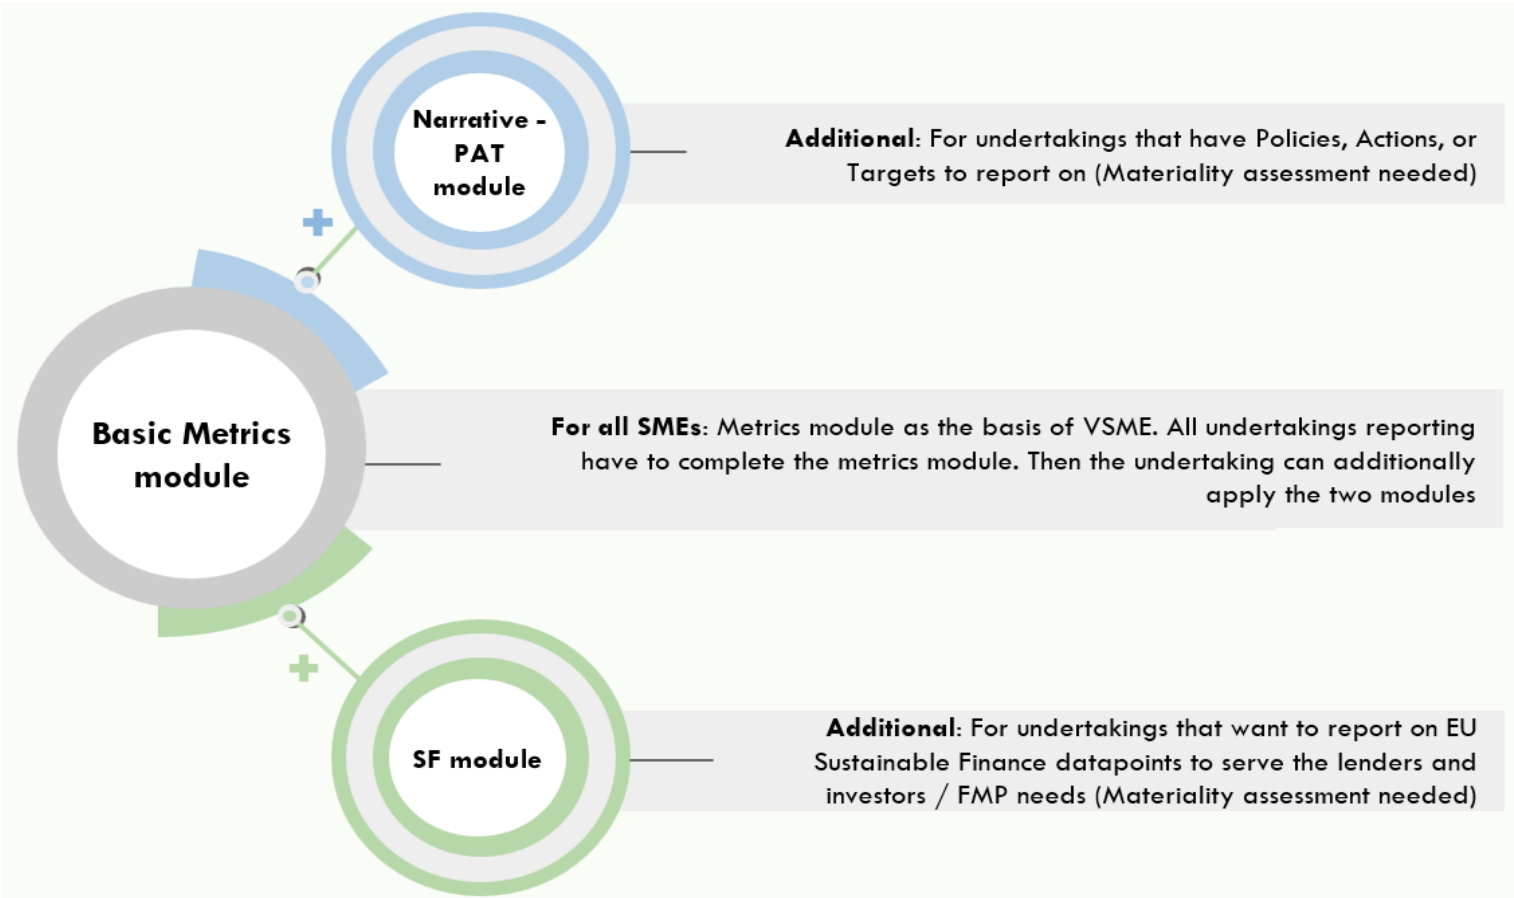 Narrative -
PAT
module
Additional: For undertakings that have Policies, Actions, or
Targets to report on (Materiality assessment needed)
Basic Metrics
module
For all SMEs: Metrics module as the basis of VSME. All undertakings reporting
have to complete the metrics module. Then the undertaking can additionally
apply the two modules
SF module
Additional: For undertakings that want to report on EU
Sustainable Finance datapoints to serve the lenders and
investors / FMP needs (Materiality assessment needed)